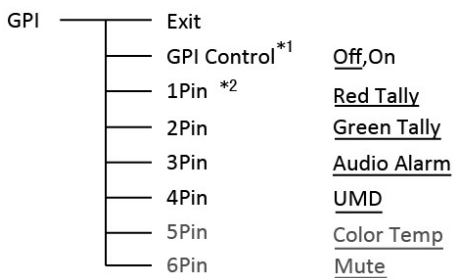 GPI Exit
GPI Control*1 Off,On
1Pin *2 Red Tally
2Pin Green Tally
3Pin Audio Alarm
4Pin UMD
5Pin Color Temp
6Pin Mute